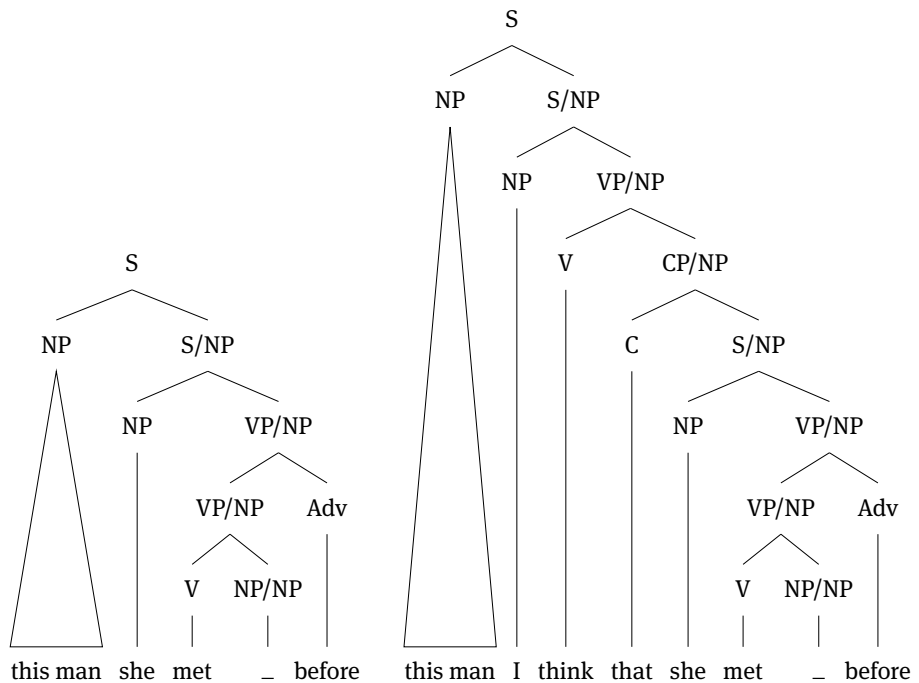 S
NP S/NP
NP VP/NP
S V CP/NP
NP S/NP C S/NP
NP VP/NP NP VP/NP
VP/NP Adv VP/NP Adv
V NP/NP V NP/NP
this man she met _ before this man I think that she met _ before